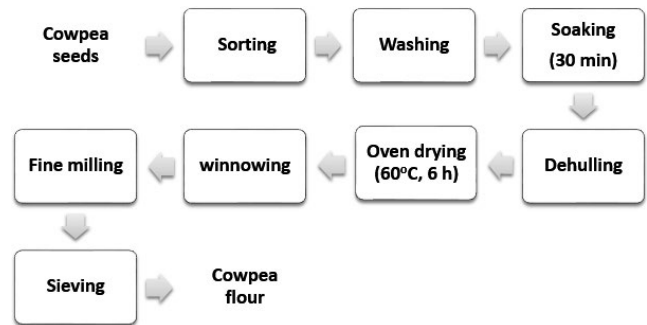 Cowpea
seeds
Sorting
Washing
Soaking
(30 min)
Dehulling
Oven drying
(60°C, 6 h)
winnowing
Fine milling
Sieving
Cowpea
flour